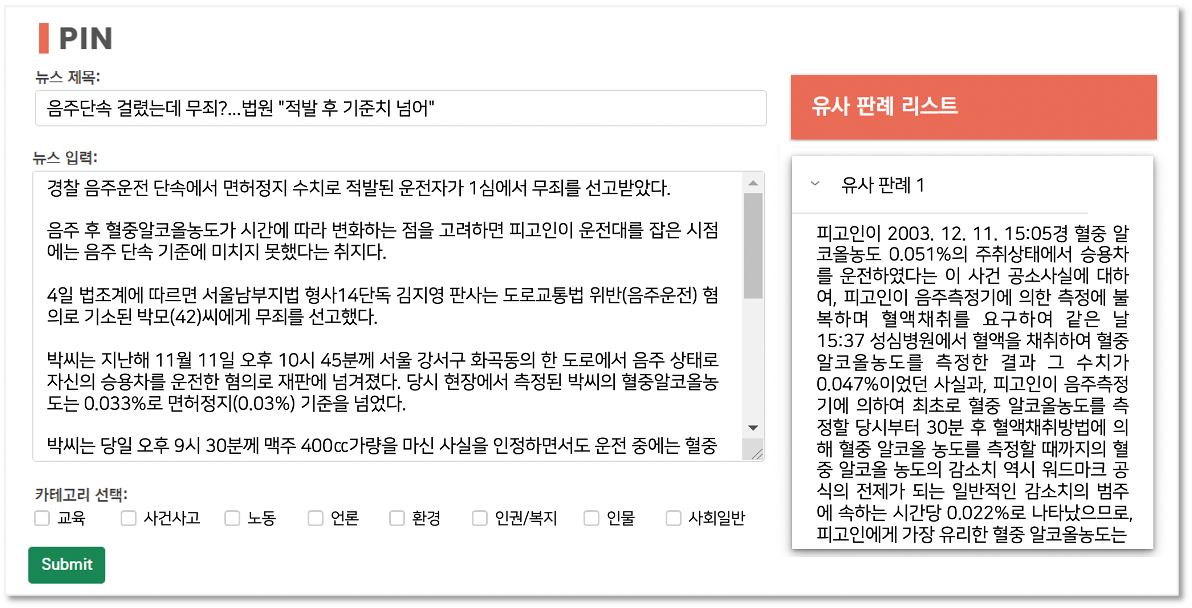 PIN
뉴스 제목:
음주단속 걸렸는데 무죄?...법원 "적발 후 기준치 넘어"
뉴스 입력:
경찰 음주운전 단속에서 면허정지 수치로 적발된 운전자가 1심에서 무죄를 선고받았다.
음주 후 혈중알코올농도가 시간에 따라 변화하는 점을 고려하면 피고인이 운전대를 잡은 시점
에는 음주 단속 기준에 미치지 못했다는 취지다.
4일 법조계에 따르면 서울남부지법 형사14단독 김지영 판사는 도로교통법 위반(음주운전) 혐
의로 기소된 박모(42)씨에게 무죄를 선고했다.
박씨는 지난해 11월 11일 오후 10시 45분께 서울 강서구 화곡동의 한 도로에서 음주 상태로
자신의 승용차를 운전한 혐의로 재판에 넘겨졌다. 당시 현장에서 측정된 박씨의 혈중알코올농
도는 0.033%로 면허정지(0.03%) 기준을 넘었다.
박씨는 당일 오후 9시 30분께 맥주 400㏄가량을 마신 사실을 인정하면서도 운전 중에는 혈중
카테고리 선택:
교육 사건사고 노동 언론 환경 인권/복지 인물 사회일반
Submit
유사 판례 리스트
유사 판례 1
피고인이 2003. 12. 11. 15:05경 혈중 알
코올농도 0.051%의 주취상태에서 승용차
를 운전하였다는 이 사건 공소사실에 대하
여, 피고인이 음주측정기에 의한 측정에 불
복하며 혈액채취를 요구하여 같은 날
15:37 성심병원에서 혈액을 채취하여 혈중
알코올농도를 측정한 결과 그 수치가
0.047%이었던 사실과, 피고인이 음주측정
기에 의하여 최초로 혈중 알코올농도를 측
정할 당시부터 30분 후 혈액채취방법에 의
해 혈중 알코올 농도를 측정할 때까지의 혈
중 알코올 농도의 감소치 역시 워드마크 공
식의 전제가 되는 일반적인 감소치의 범주
에 속하는 시간당 0.022%로 나타났으므로,
피고인에게 가장 유리한 혈중 알코올농도는